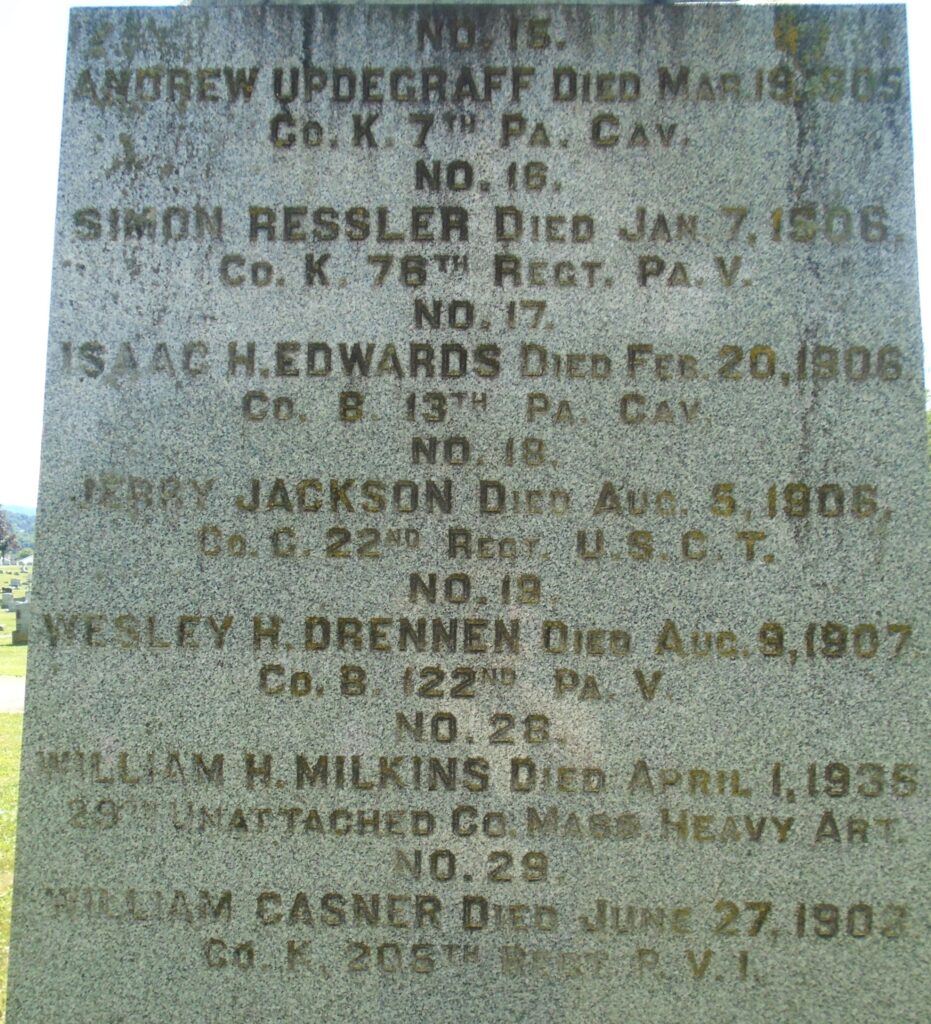 NO. 15.
ANDREW UPDEGRAFF DIED MAR. 19, 1905
CO. K. 7TH PA. CAV.
NO. 16.
SIMON RESSLER DIED JAN. 7, 1906.
CO. K. 76TH REGT. PA. V.
NO. 17.
ISAAC H. EDWARDS DIED FEB. 20, 1906.
CO. B. 13TH PA. CAV.
NO. 18.
JERRY JACKSON DIED AUG. 5, 1906.
CO. G. 22ND REGT. U.S.C.T.
NO. 19.
WESLEY H. DRENNEN DIED AUG. 9, 1907.
CO. B. 122ND PA. V.
NO. 28.
WILLIAM H. MILKINS DIED APRIL 1, 1935
29TH UNATTACHED CO. MASS HEAVY ART.
NO. 29.
WILLIAM CASNER DIED JUNE 27, 1903
CO. K, 205TH REGT P. V. I.